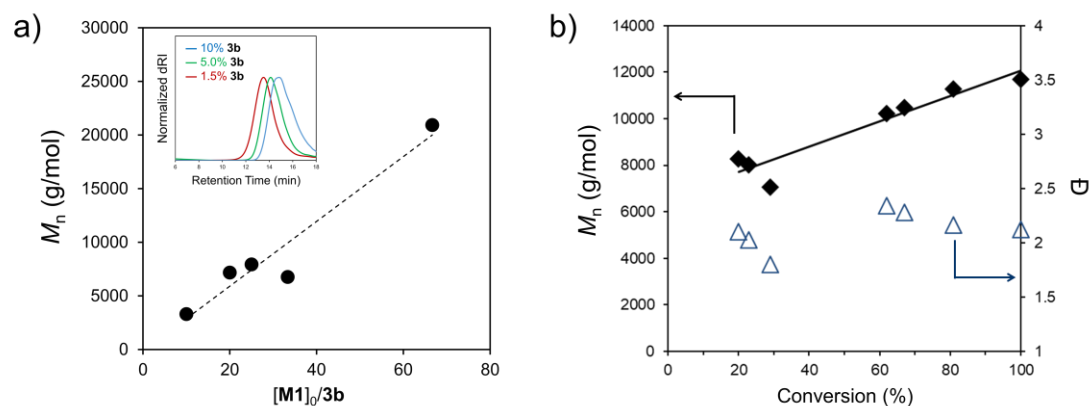 a)
30000
25000
20000
15000
10000
5000
0
Mn (g/mol)
0 20 40 60 80
[M1]0/3b
10% 3b
5.0% 3b
1.5% 3b
Normalized dRI
6 8 10 12 14 16 18
Retention Time (min)
b)
14000
12000
10000
8000
6000
4000
2000
0
Mn (g/mol)
0 20 40 60 80 100
Conversion (%)
4
3.5
3
2.5
2
1.5
1
Đ